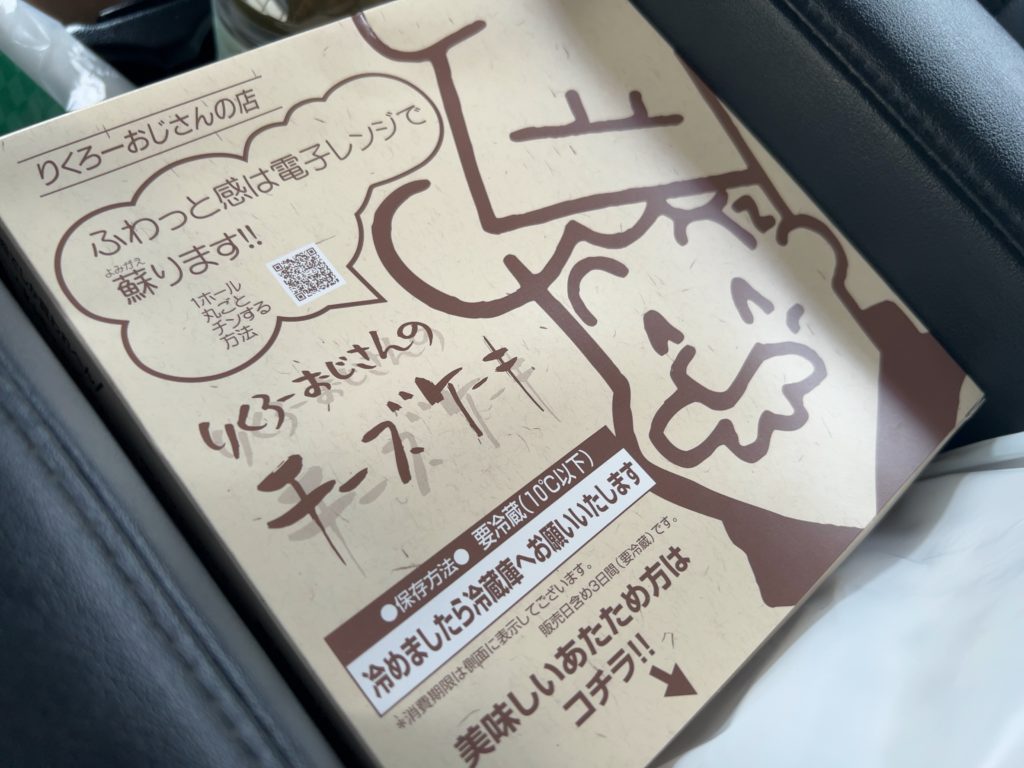 りくろーおじさんの店
ふわっと感は電子レンジで
よみがえ
蘇ります!!
1ホール
丸ごと
チンする
方法
りくろーおじさんの
チーズケーキ
●保存方法● 要冷蔵(10℃以下)
冷めましたら冷蔵庫へお願いいたします
*消費期限は側面に表示してございます。
販売日含め3日間(要冷蔵)です。
美味しいあたため方は
コチラ!!